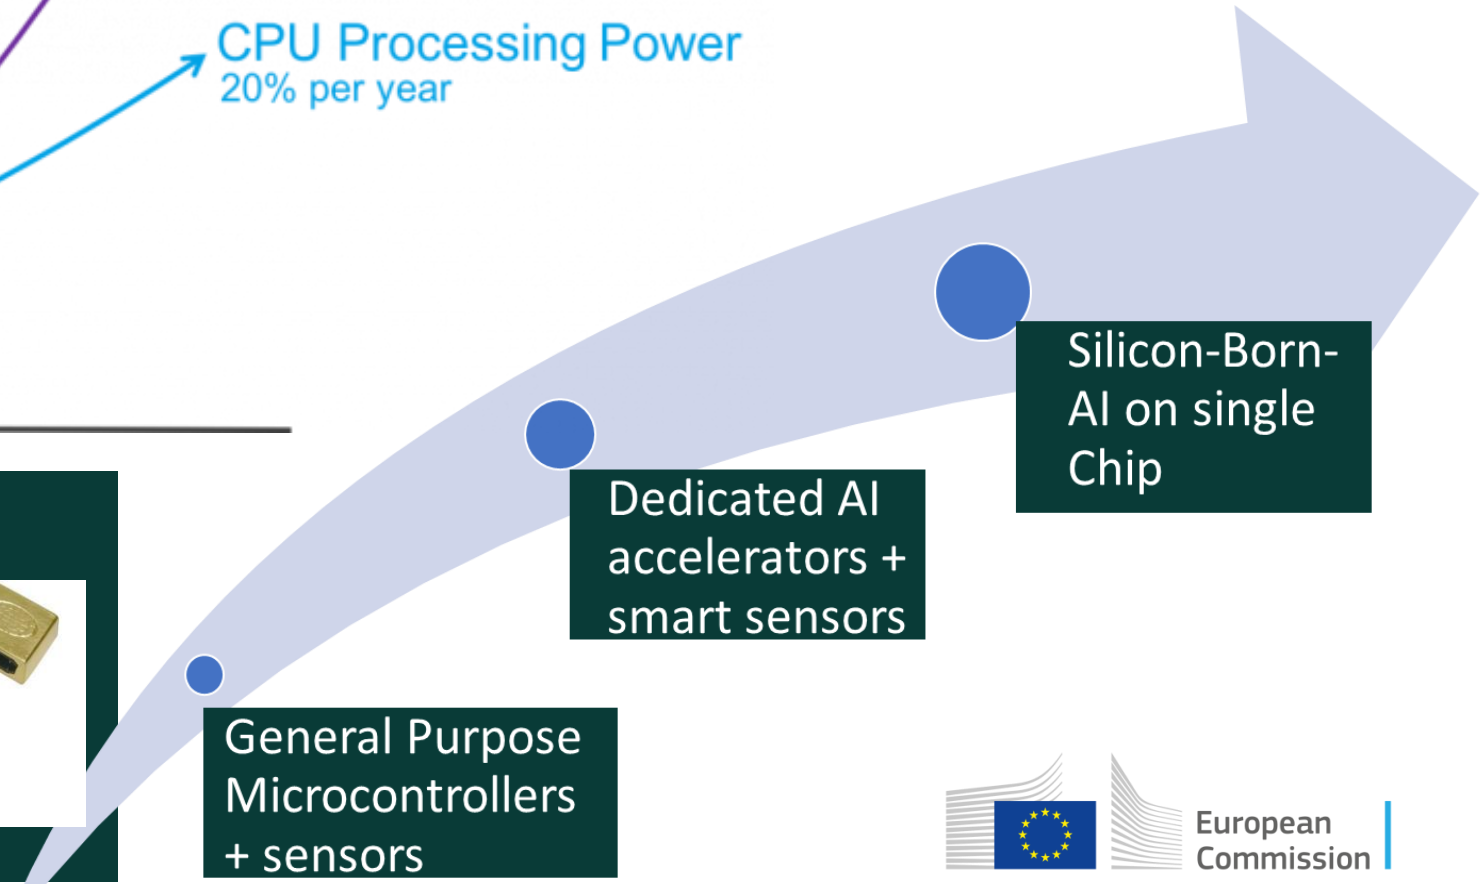 CPU Processing Power
20% per year
Silicon-Born-
AI on single
Chip
Dedicated AI
accelerators +
smart sensors
General Purpose
Microcontrollers
+ sensors
European
Commission